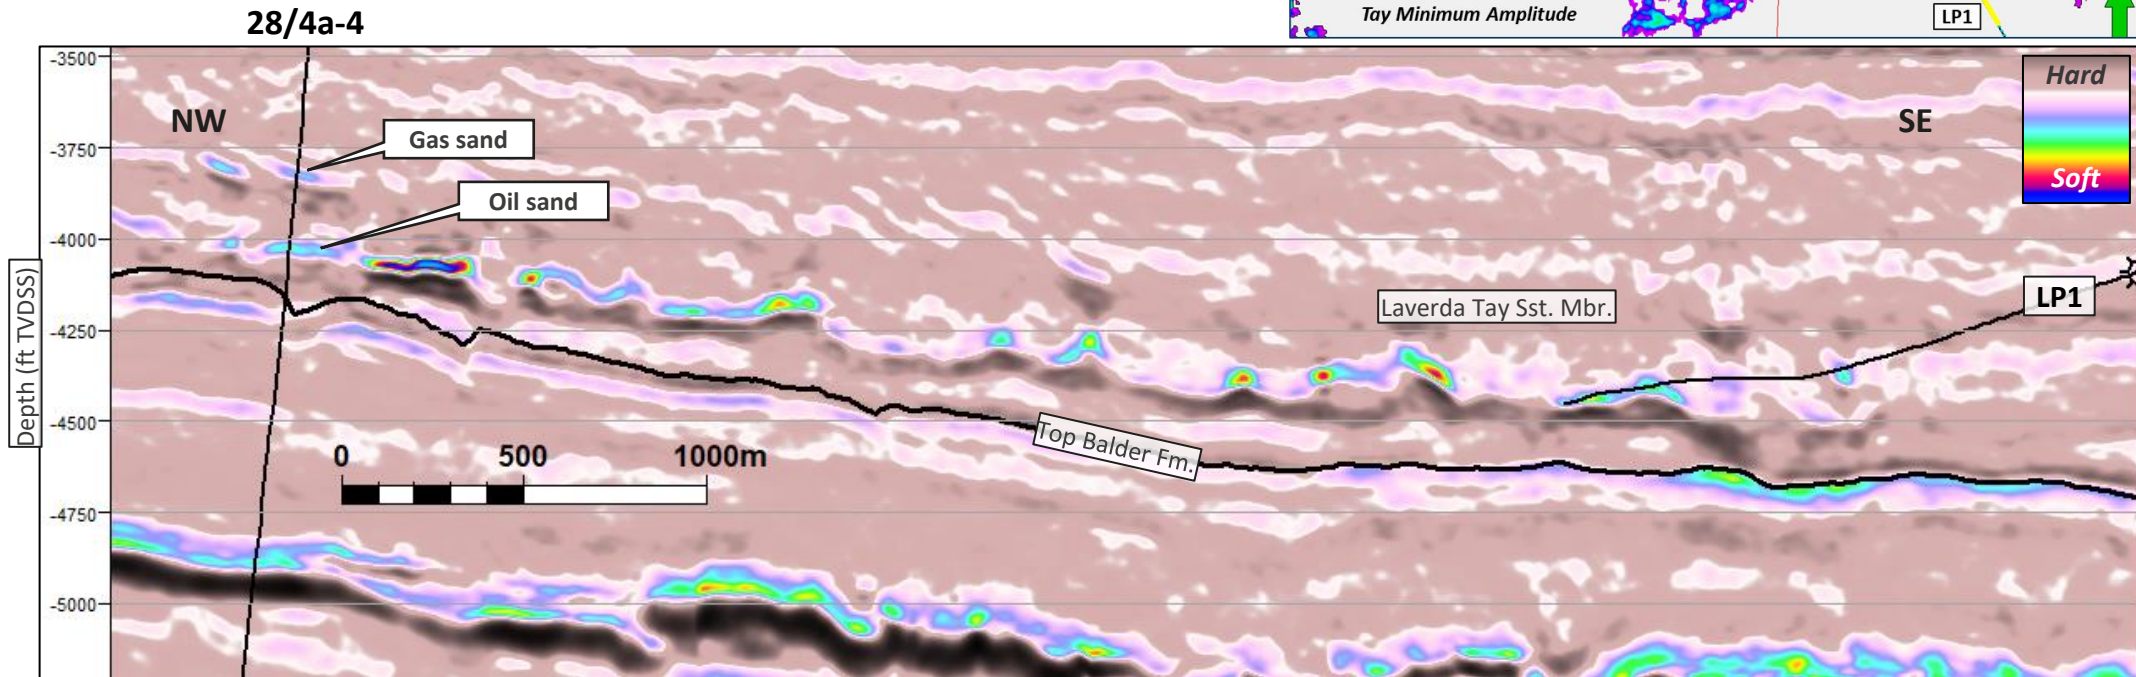 28/4a-4
Tay Minimum Amplitude
LP1
-3500
-3750
-4000
-4250
-4500
-4750
-5000
Depth (ft TVDSS)
NW
SE
Gas sand
Oil sand
Hard
Soft
LP1
Laverda Tay Sst. Mbr.
Top Balder Fm.
0 500 1000m